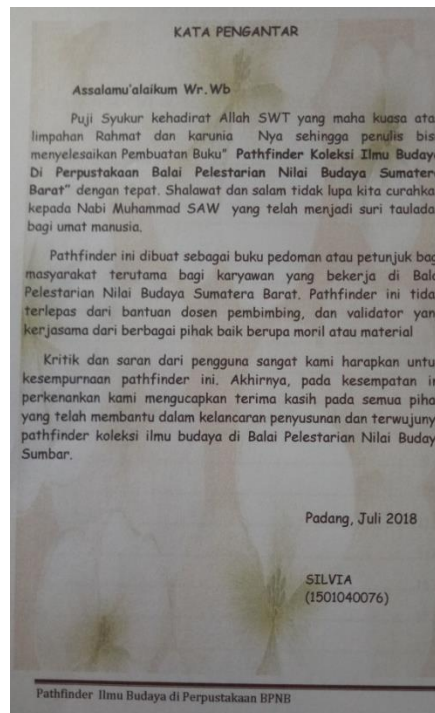 KATA PENGANTAR
Assalamu'alaikum Wr.Wb
Puji Syukur kehadirat Allah SWT yang maha kuasa ata
limpahan Rahmat dan karunia Nya sehingga penulis bis
menyelesaikan Pembuatan Buku" Pathfinder Koleksi Ilmu Buday
Di Perpustakaan Balai Pelestarian Nilai Budaya Sumater
Barat" dengan tepat. Shalawat dan salam tidak lupa kita curahka
kepada Nabi Muhammad SAW yang telah menjadi suri taulada
bagi umat manusia.
Pathfinder ini dibuat sebagai buku pedoman atau petunjuk bag
masyarakat terutama bagi karyawan yang bekerja di Bala
Pelestarian Nilai Budaya Sumatera Barat. Pathfinder ini tida
terlepas dari bantuan dosen pembimbing, dan validator yan
kerjasama dari berbagai pihak baik berupa moril atau material
Kritik dan saran dari pengguna sangat kami harapkan untu
kesempurnaan pathfinder ini. Akhirnya, pada kesempatan in
perkenankan kami mengucapkan terima kasih pada semua piha
yang telah membantu dalam kelancaran penyusunan dan terwujuny
pathfinder koleksi ilmu budaya di Balai Pelestarian Nilai Buday
Sumbar.
Padang, Juli 2018
SILVIA
(1501040076)
Pathfinder Ilmu Budaya di Perpustakaan BPNB